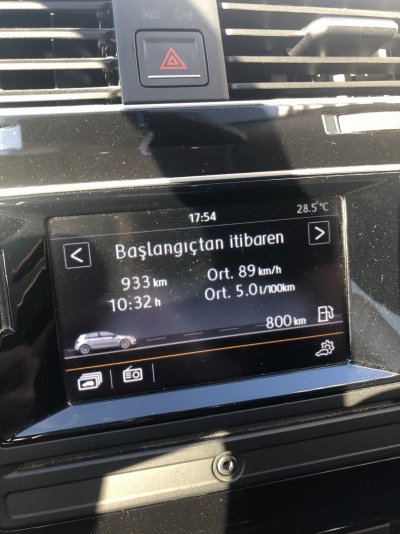 17:54
28.5 °C
Başlangıçtan itibaren
933 km
Ort. 89 km/h
10:32 h
Ort. 5.0 l/100km
800 km